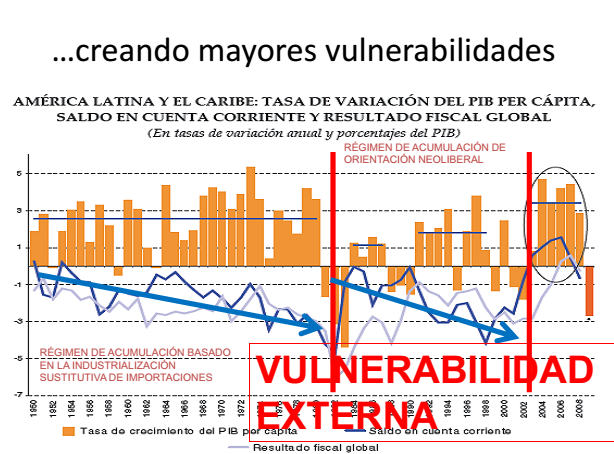 …creando mayores vulnerabilidades
AMÉRICA LATINA Y EL CARIBE: TASA DE VARIACIÓN DEL PIB PER CÁPITA,
SALDO EN CUENTA CORRIENTE Y RESULTADO FISCAL GLOBAL
(En tasas de variación anual y porcentajes del PIB)
RÉGIMEN DE ACUMULACIÓN DE
ORIENTACIÓN NEOLIBERAL
5
3
1
-1
-3
-5
-7
RÉGIMEN DE ACUMULACIÓN BASADO
EN LA INDUSTRIALIZACIÓN
SUSTITUTIVA DE IMPORTACIONES
VULNERABILIDAD
EXTERNA
1950 1952 1954 1956 1958 1960 1962 1964 1966 1968 1970 1972 1974 1976 1978 1980 1984 1986 1988 1990 1992 1994 1996 1998 2000 2002 2004 2006 2008
Tasa de crecimiento del PIB per capita
Saldo en cuenta corriente
Resultado fiscal global